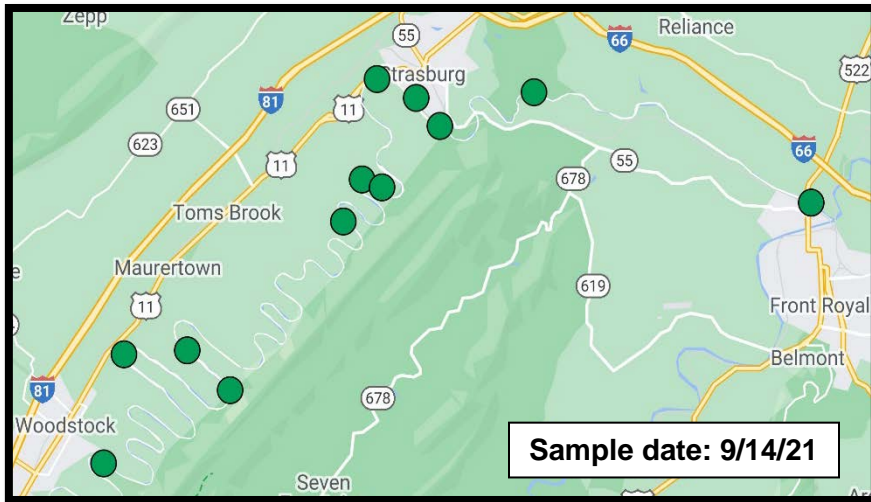 Zepp
55
66
Reliance
522
Strasburg
81
11
651
623
11
66
55
678
Toms Brook
Maurertown
619
11
Front Royal
Belmont
81
678
Woodstock
Sample date: 9/14/21
Seven